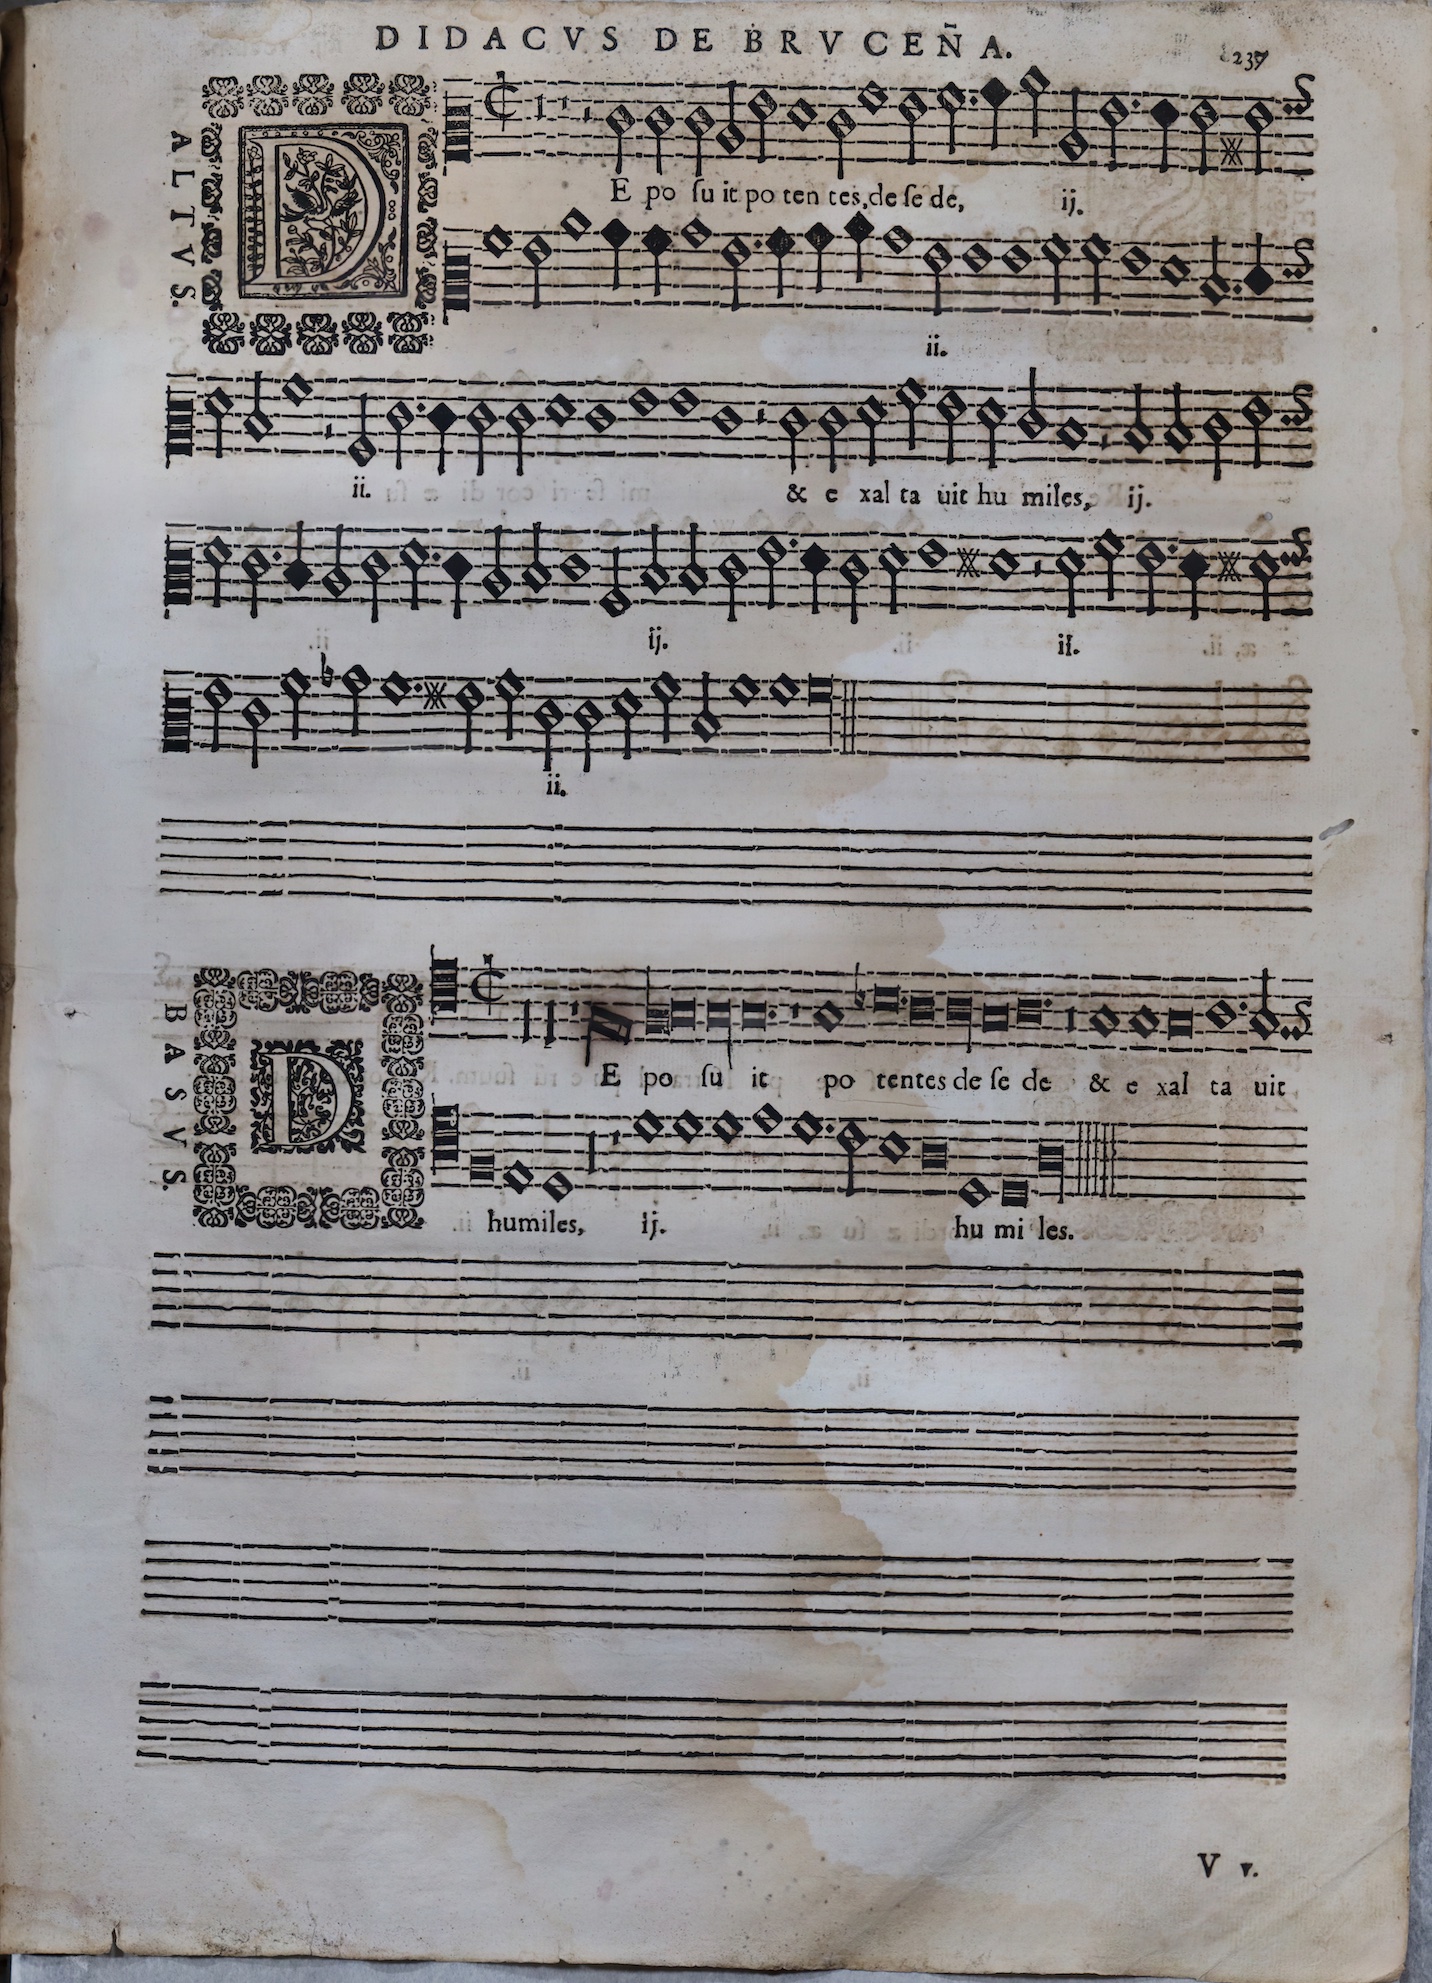 DIDACVS DE BRVCEÑA.
237
ALTVS.
D
E po ſu it po ten tes, de ſe de, ij.
ii.
ii. & e xal ta uit hu miles, ij.
ij. ii.
ii.
BASVS.
D
E po ſu it po tentes de ſe de & e xal ta uit
humiles, ij. hu mi les.
V v.